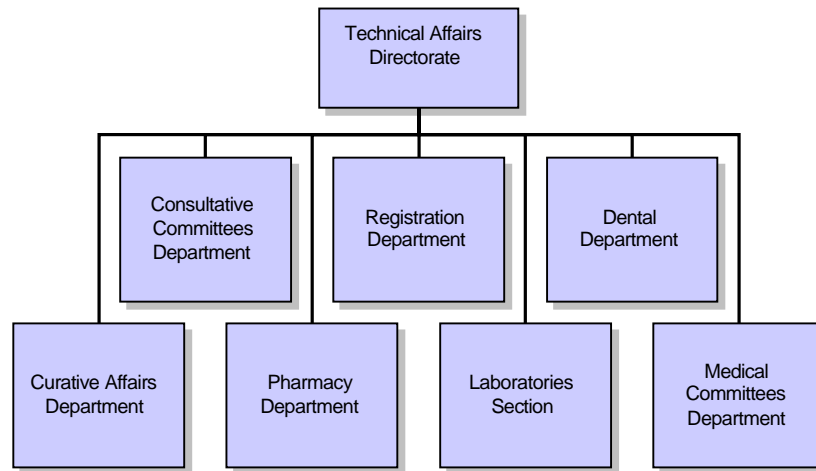 Technical Affairs
Directorate
Consultative
Committees
Department
Registration
Department
Dental
Department
Curative Affairs
Department
Pharmacy
Department
Laboratories
Section
Medical
Committees
Department